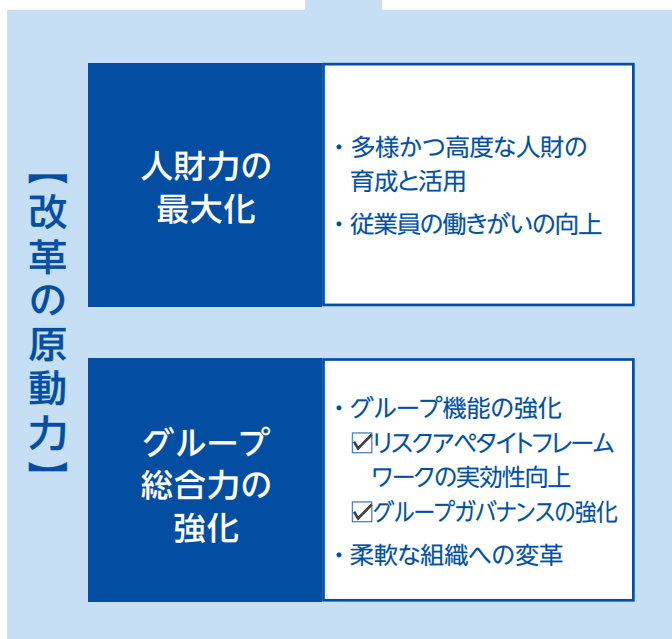 【改革の原動力】
人財力の
最大化
・多様かつ高度な人財の
育成と活用
・従業員の働きがいの向上
グループ
総合力の
強化
・グループ機能の強化
☑リスクアペタイトフレーム
ワークの実効性向上
☑グループガバナンスの強化
・柔軟な組織への変革